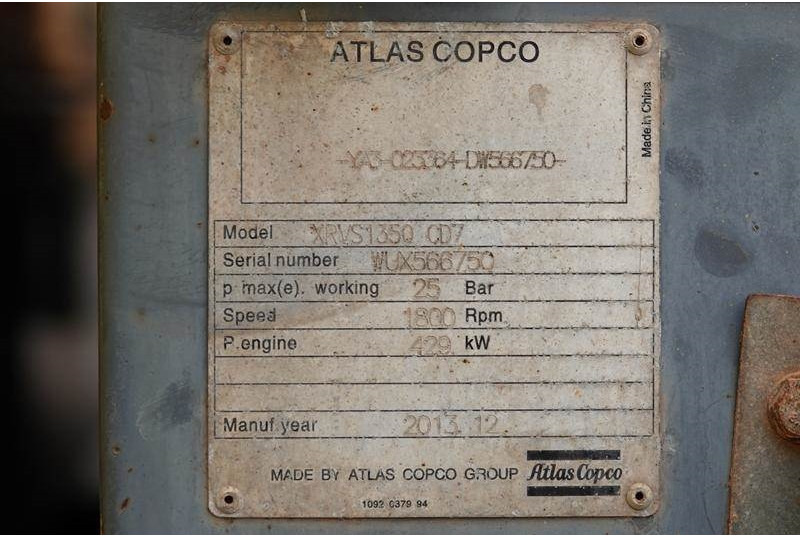 ATLAS COPCO
Made in China
-YA3-023364-DW566750-
Model XRVS1350 CD7
Serial number WUX566750
p max(e). working 25 Bar
Speed 1800 Rpm
P.engine 429 kW
Manuf.year 2013.12
MADE BY ATLAS COPCO GROUP Atlas Copco
1092 0379 94